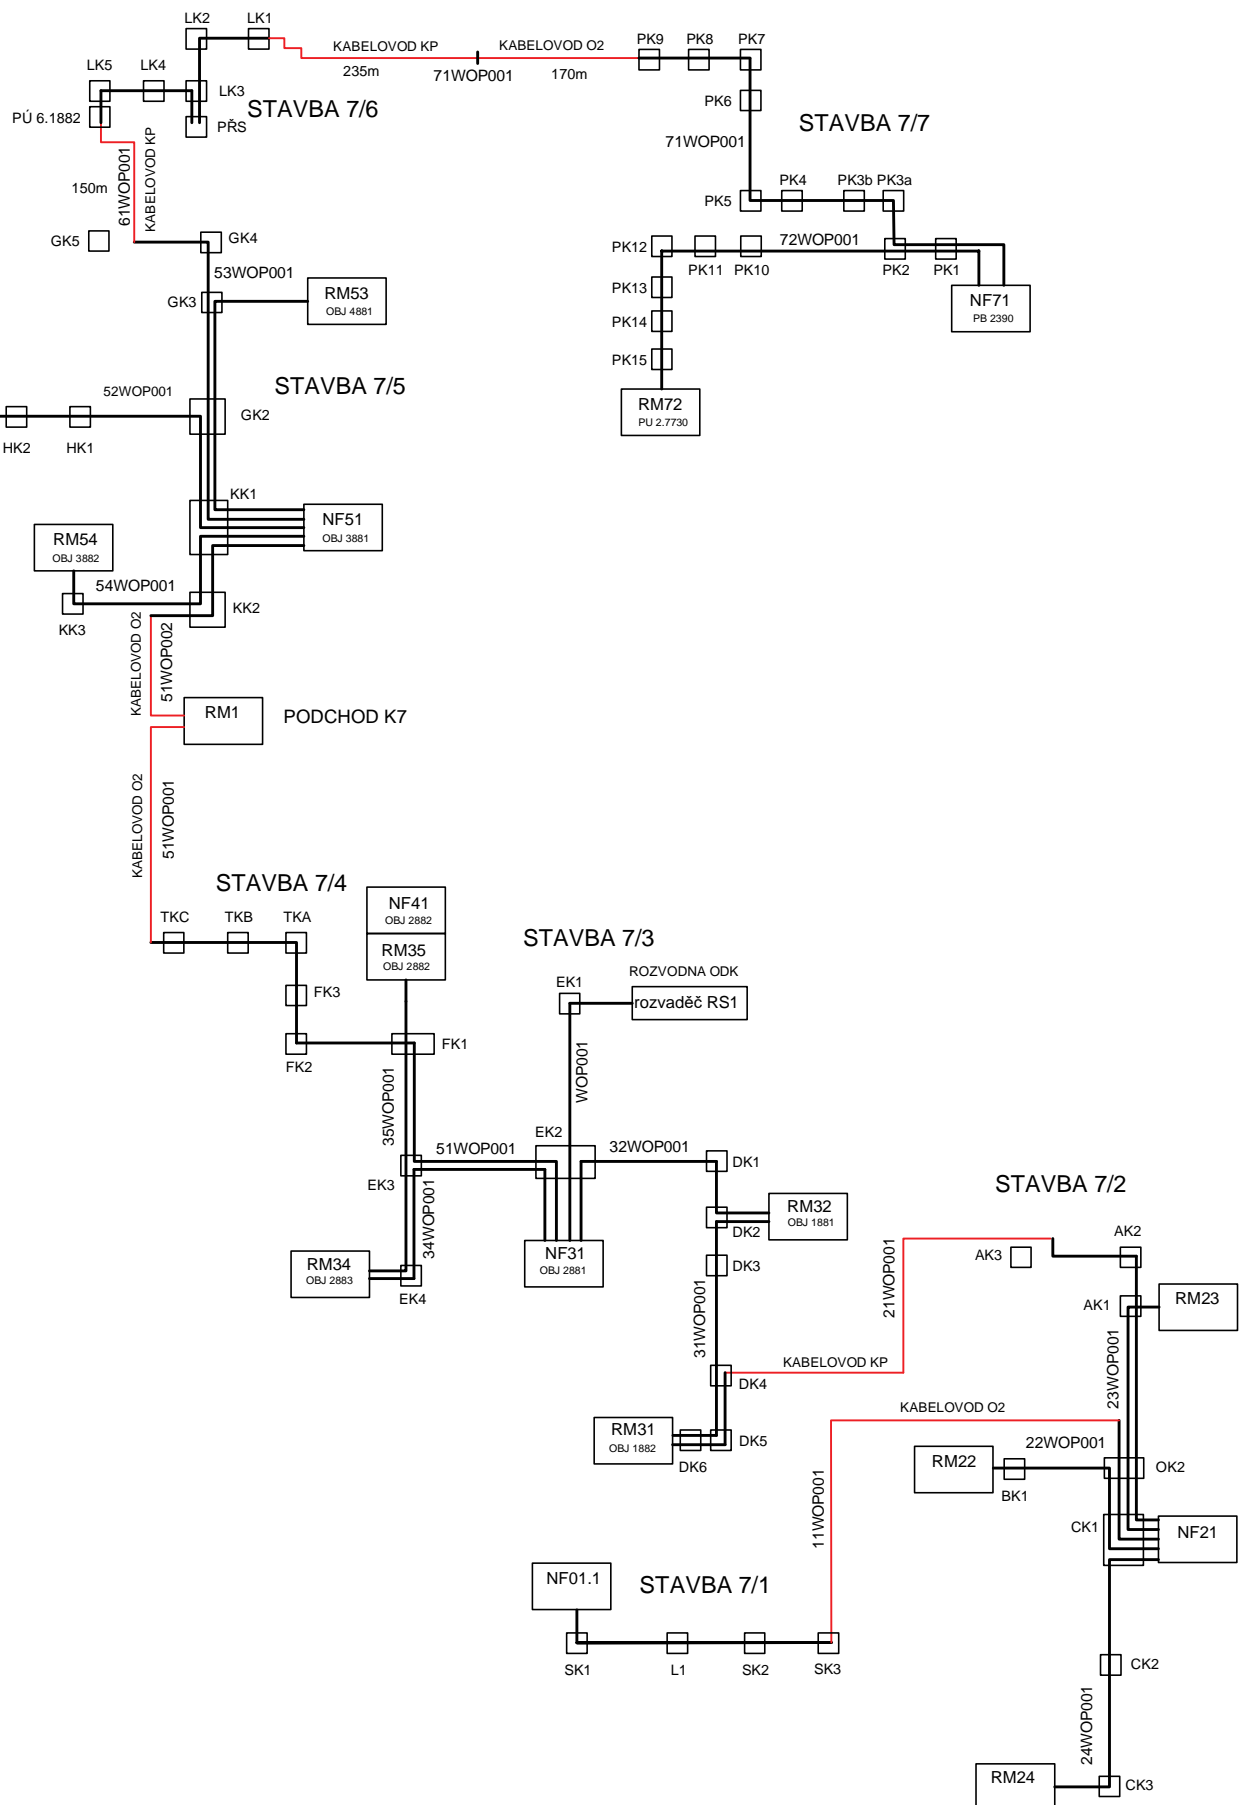 LK2
LK1
KABELOVOD KP
KABELOVOD O2
PK9
PK8
PK7
235m
71WOP001
170m
LK5
LK4
LK3
STAVBA 7/6
PÚ 6.1882
PŘS
PK6
STAVBA 7/7
71WOP001
150m
61WOP001
KABELOVOD KP
PK5
PK4
PK3b
PK3a
GK5
GK4
PK12
PK11
PK10
72WOP001
PK2
PK1
53WOP001
GK3
RM53
OBJ 4881
PK13
NF71
PB 2390
PK14
PK15
STAVBA 7/5
RM72
PU 2.7730
52WOP001
GK2
HK2
HK1
KK1
NF51
OBJ 3881
RM54
OBJ 3882
54WOP001
KK3
KK2
KABELOVOD O2
51WOP002
RM1
PODCHOD K7
KABELOVOD O2
51WOP001
STAVBA 7/4
NF41
OBJ 2882
TKC
TKB
TKA
RM35
OBJ 2882
STAVBA 7/3
ROZVODNA ODK
EK1
rozvaděč RS1
FK3
FK2
FK1
35WOP001
WOP001
EK2
51WOP001
32WOP001
EK3
34WOP001
DK1
STAVBA 7/2
RM32
OBJ 1881
DK2
NF31
OBJ 2881
RM34
OBJ 2883
EK4
DK3
31WOP001
21WOP001
AK3
AK2
AK1
RM23
DK4
KABELOVOD KP
23WOP001
KABELOVOD O2
RM31
OBJ 1882
DK6
DK5
22WOP001
RM22
BK1
OK2
11WOP001
CK1
NF21
NF01.1
STAVBA 7/1
SK1
L1
SK2
SK3
CK2
24WOP001
RM24
CK3